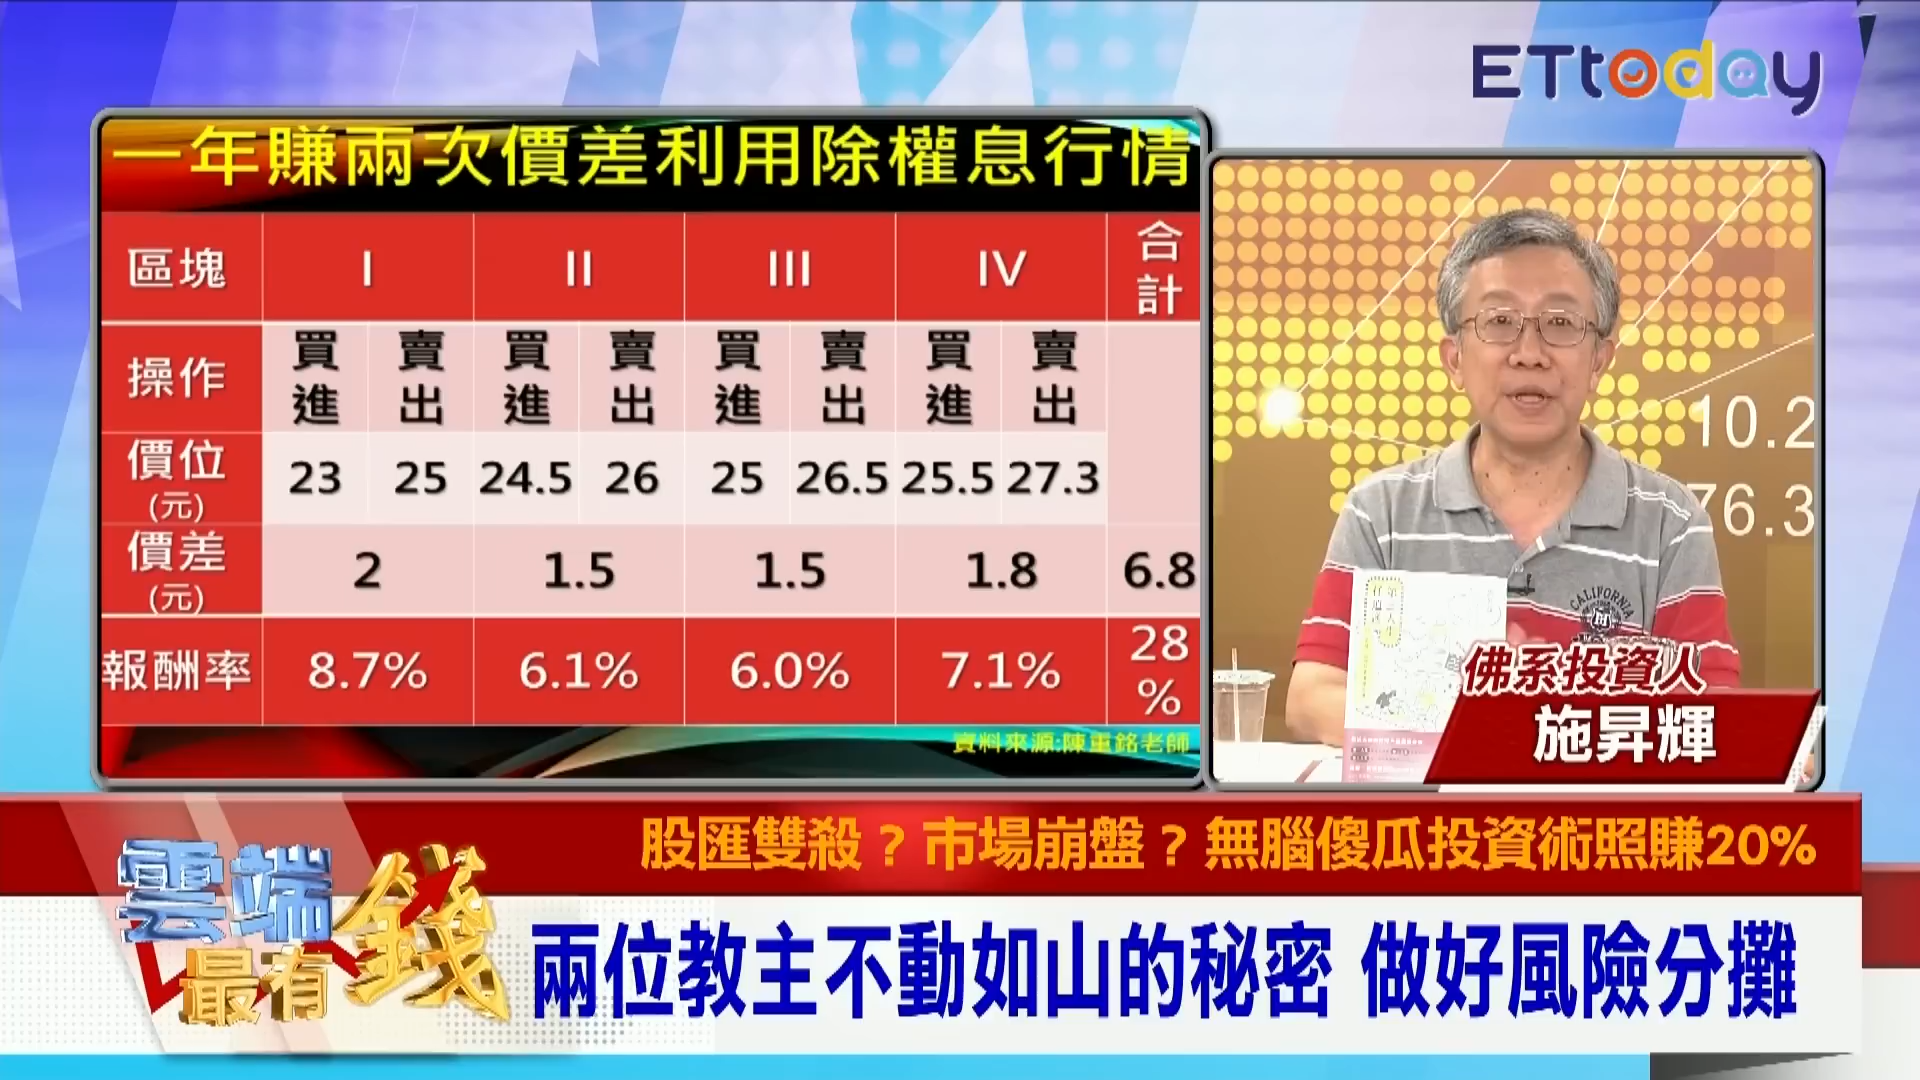 ETtoday
一年賺兩次價差利用除權息行情
區塊 I II III IV 合計
操作 買進 賣出 買進 賣出 買進 賣出 買進 賣出
價位(元) 23 25 24.5 26 25 26.5 25.5 27.3
價差(元) 2 1.5 1.5 1.8 6.8
報酬率 8.7% 6.1% 6.0% 7.1% 28%
資料來源:陳重銘老師
10.2
76.3
CALIFORNIA
佛系投資人
施昇輝
股匯雙殺？市場崩盤？無腦傻瓜投資術照賺20%
雲端最有錢
兩位教主不動如山的秘密 做好風險分攤